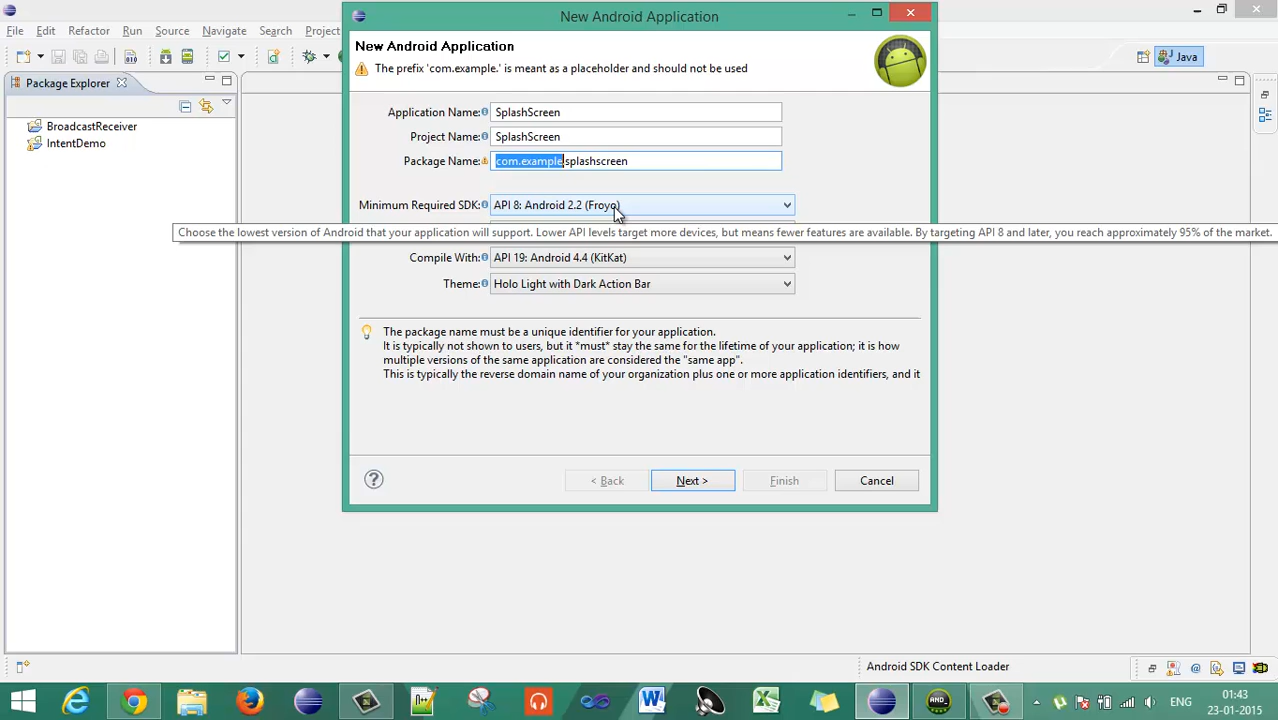 New Android Application
File Edit Refactor Run Source Navigate Search Project
New Android Application
The prefix 'com.example.' is meant as a placeholder and should not be used
Java
Package Explorer
Application Name: SplashScreen
Project Name: SplashScreen
Package Name: com.example.splashscreen
BroadcastReceiver
IntentDemo
Minimum Required SDK: API 8: Android 2.2 (Froyo)
Choose the lowest version of Android that your application will support. Lower API levels target more devices, but means fewer features are available. By targeting API 8 and later, you reach approximately 95% of the market.
Compile With: API 19: Android 4.4 (KitKat)
Theme: Holo Light with Dark Action Bar
The package name must be a unique identifier for your application.
It is typically not shown to users, but it *must* stay the same for the lifetime of your application; it is how
multiple versions of the same application are considered the "same app".
This is typically the reverse domain name of your organization plus one or more application identifiers, and it
< Back Next > Finish Cancel
Android SDK Content Loader
ENG
01:43
23-01-2015